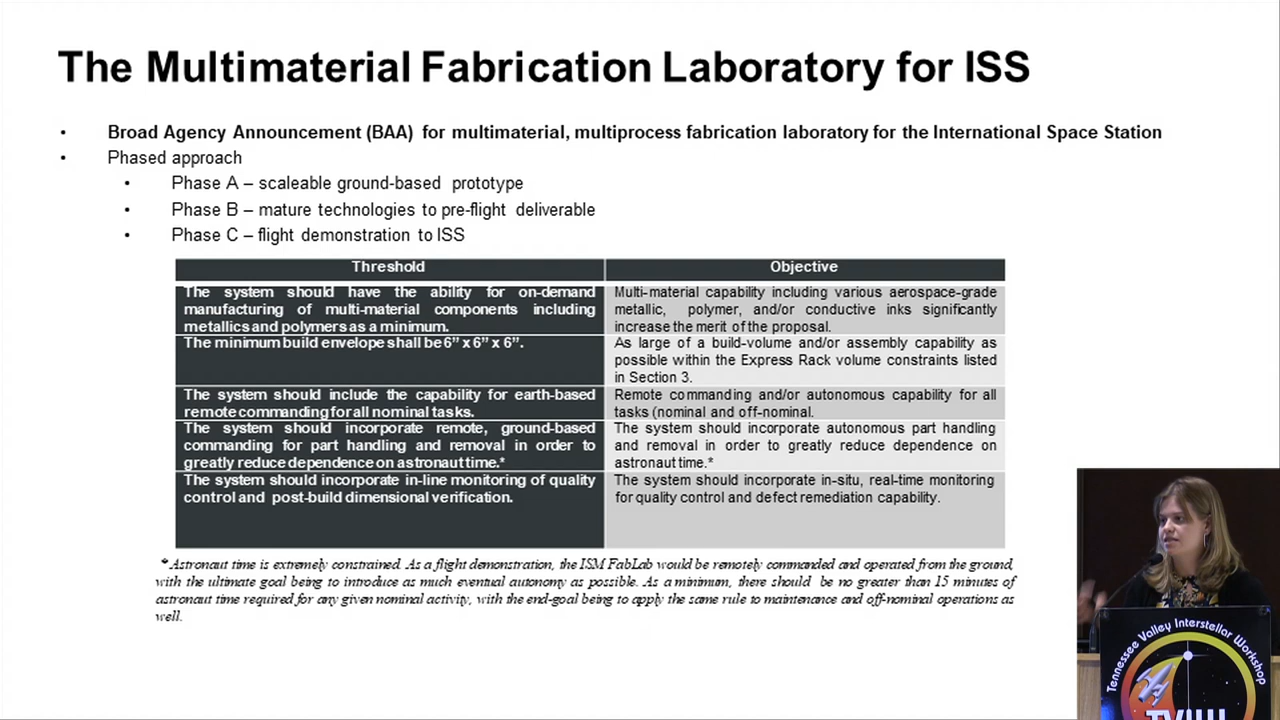 The Multimaterial Fabrication Laboratory for ISS
• Broad Agency Announcement (BAA) for multimaterial, multiprocess fabrication laboratory for the International Space Station
• Phased approach
• Phase A – scaleable ground-based prototype
• Phase B – mature technologies to pre-flight deliverable
• Phase C – flight demonstration to ISS
Threshold
Objective
The system should have the ability for on-demand
manufacturing of multi-material components including
metallics and polymers as a minimum.
Multi-material capability including various aerospace-grade
metallic, polymer, and/or conductive inks significantly
increase the merit of the proposal.
The minimum build envelope shall be 6” x 6” x 6”.
As large of a build-volume and/or assembly capability as
possible within the Express Rack volume constraints listed
in Section 3.
The system should include the capability for earth-based
remote commanding for all nominal tasks.
Remote commanding and/or autonomous capability for all
tasks (nominal and off-nominal.
The system should incorporate remote, ground-based
commanding for part handling and removal in order to
greatly reduce dependence on astronaut time.*
The system should incorporate autonomous part handling
and removal in order to greatly reduce dependence on
astronaut time.*
The system should incorporate in-line monitoring of quality
control and post-build dimensional verification.
The system should incorporate in-situ, real-time monitoring
for quality control and defect remediation capability.
* Astronaut time is extremely constrained. As a flight demonstration, the ISM FabLab would be remotely commanded and operated from the ground,
with the ultimate goal being to introduce as much eventual autonomy as possible. As a minimum, there should be no greater than 15 minutes of
astronaut time required for any given nominal activity, with the end-goal being to apply the same rule to maintenance and off-nominal operations as
well.
Tennessee Valley Interstellar Workshop